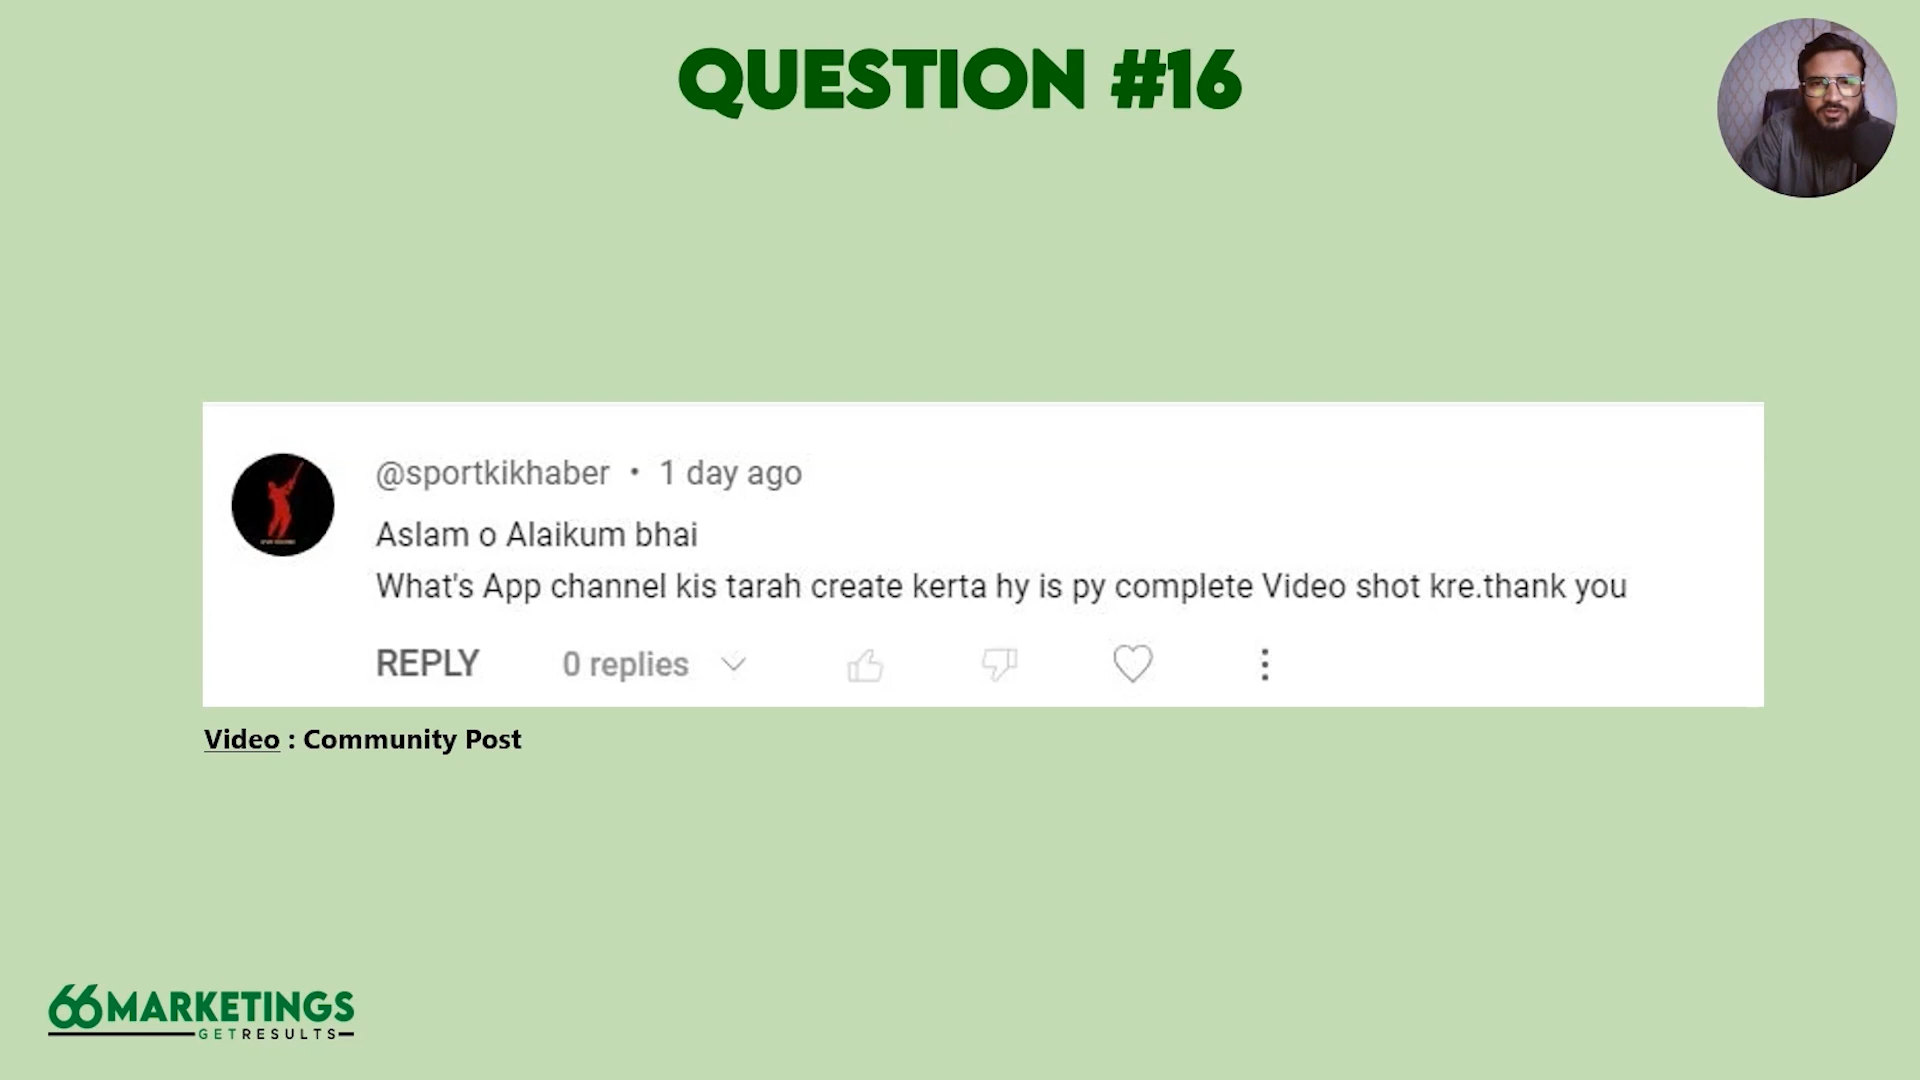 QUESTION #16
@sportkikhaber • 1 day ago
Aslam o Alaikum bhai
What's App channel kis tarah create kerta hy is py complete Video shot kre.thank you
REPLY 0 replies
Video : Community Post
66MARKETINGS
GETRESULTS